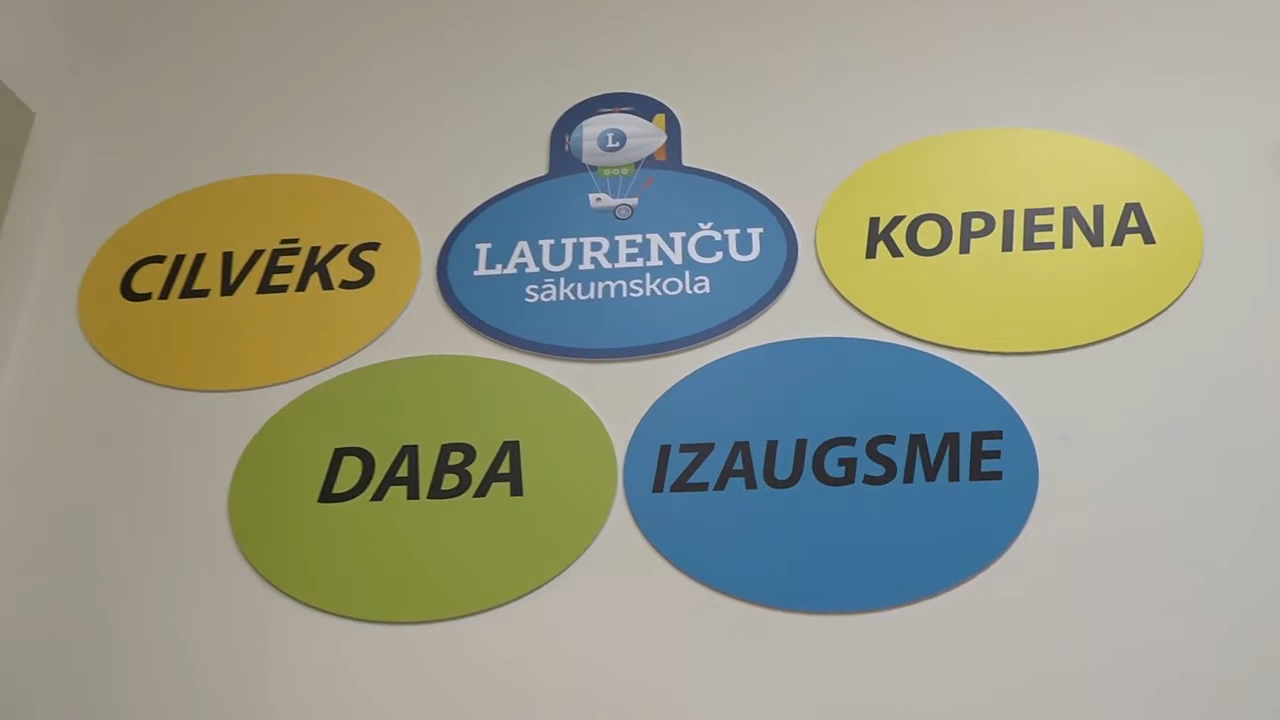 L
LAURENČU
sākumskola
CILVĒKS
KOPIENA
DABA
IZAUGSME